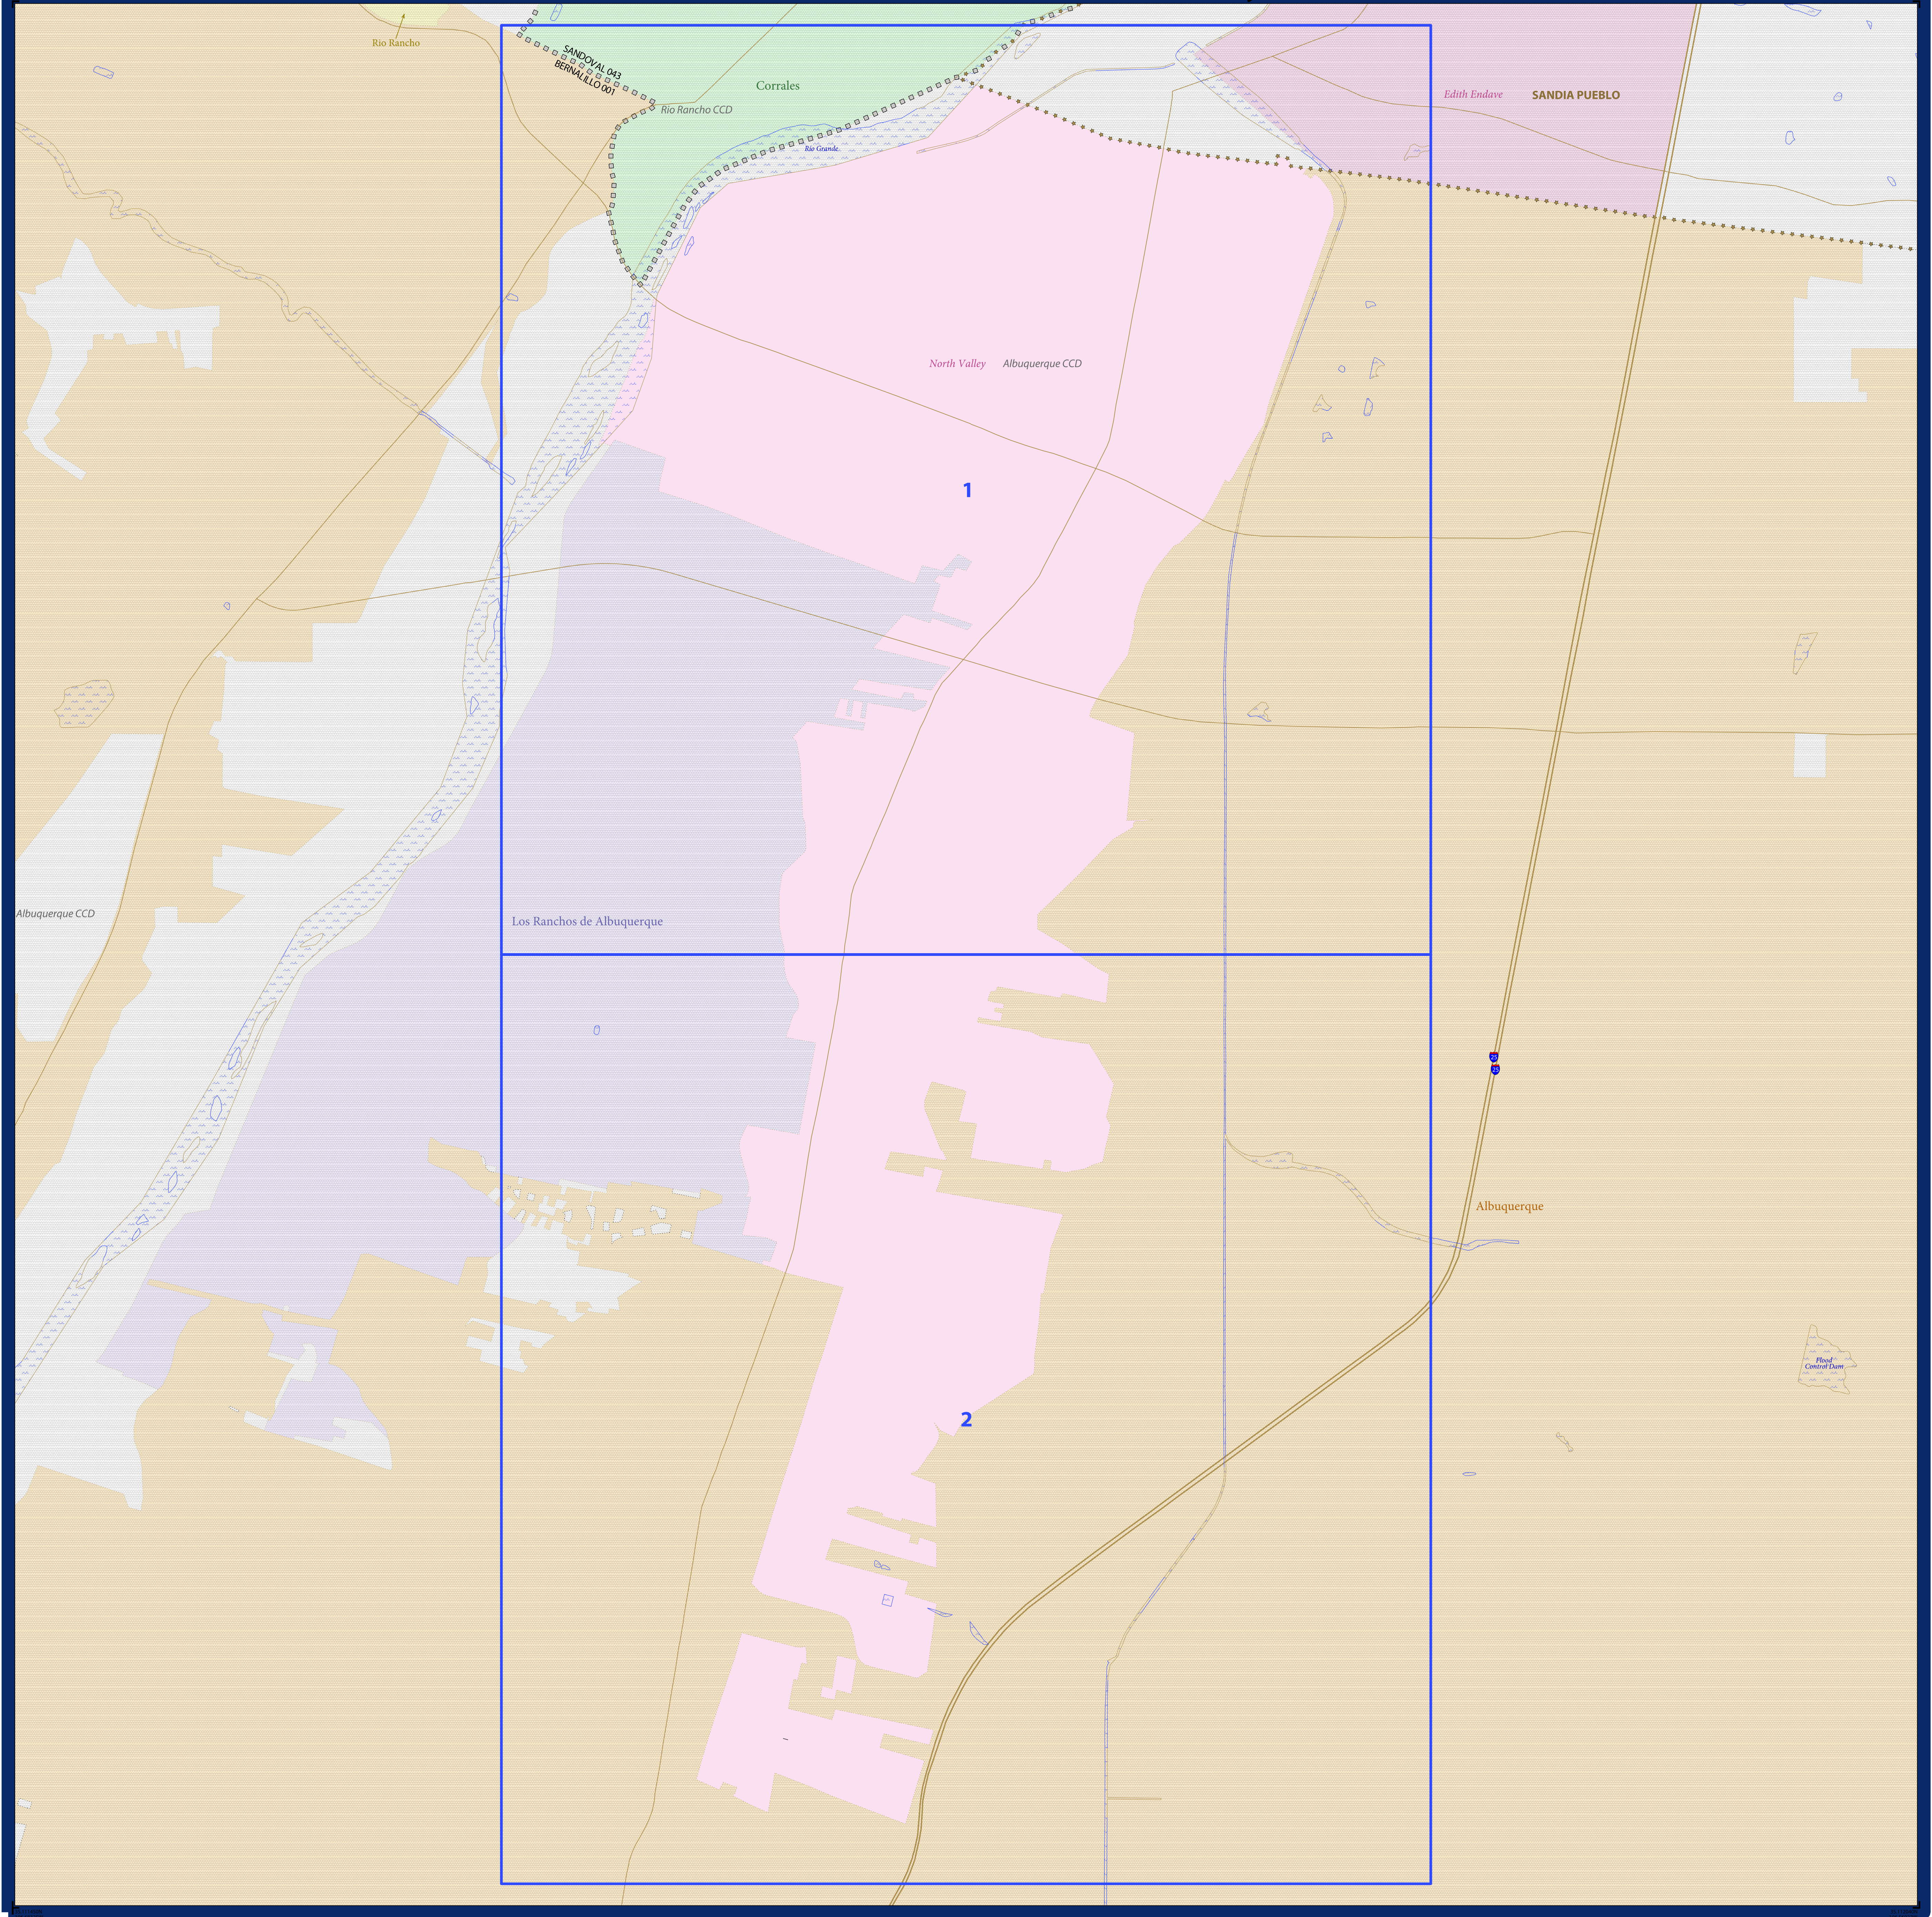 Rio Rancho
SANDOVAL 043
BERNALILLO 001
Corrales
Rio Rancho CCD
Edith Endave
SANDIA PUEBLO
Rio Grande
North Valley
Albuquerque CCD
1
Albuquerque CCD
Los Ranchos de Albuquerque
25
25
Albuquerque
Flood
Control Dam
2